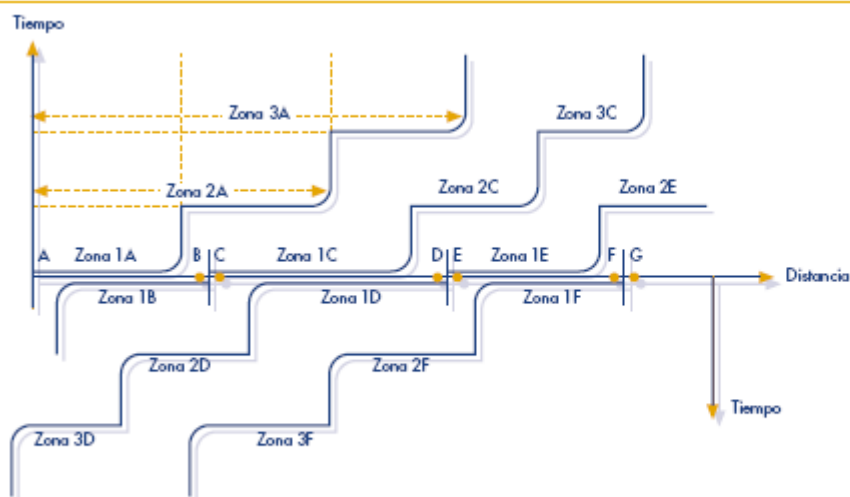 Tiempo
Zona 3A
Zona 3C
Zona 2A
Zona 2C
Zona 2E
A Zona 1A B C Zona 1C D E Zona 1E F G
Distancia
Zona 1B Zona 1D Zona 1F
Zona 2D Zona 2F
Tiempo
Zona 3D Zona 3F